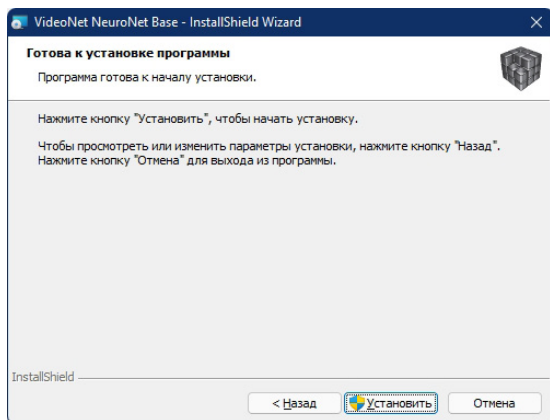 VideoNet NeuroNet Base - InstallShield Wizard
Готова к установке программы
Программа готова к началу установки.
Нажмите кнопку "Установить", чтобы начать установку.
Чтобы просмотреть или изменить параметры установки, нажмите кнопку "Назад".
Нажмите кнопку "Отмена" для выхода из программы.
InstallShield
< Назад Установить Отмена